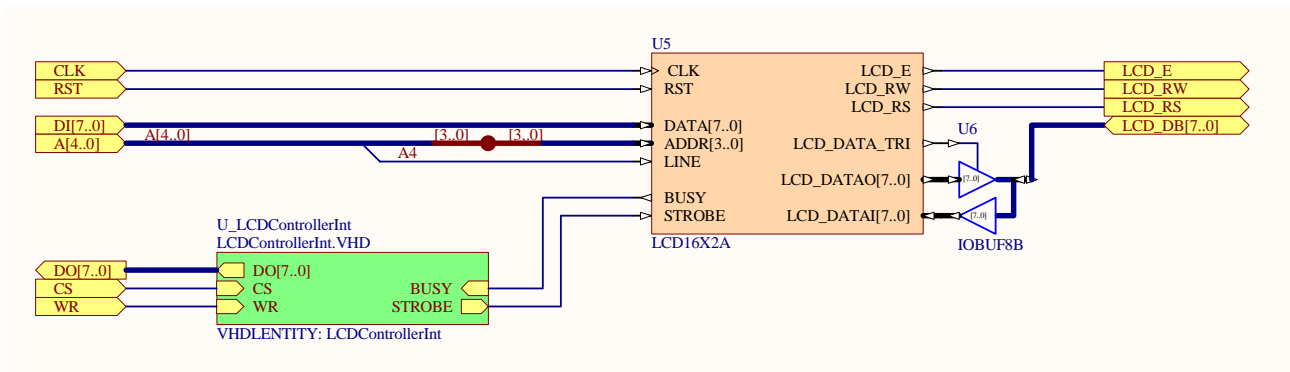 U5
CLK
RST
DI[7..0]
A[4..0]
A[4..0]
[3..0]
[3..0]
A4
CLK
RST
DATA[7..0]
ADDR[3..0]
LINE
BUSY
STROBE
LCD_E
LCD_RW
LCD_RS
LCD_DATA_TRI
LCD_DATAO[7..0]
LCD_DATAI[7..0]
LCD16X2A
U6
[7..0]
[7..0]
IOBUF8B
LCD_E
LCD_RW
LCD_RS
LCD_DB[7..0]
U_LCDControllerInt
LCDControllerInt.VHD
DO[7..0]
CS
WR
DO[7..0]
CS
WR
BUSY
STROBE
VHDLENTITY: LCDControllerInt